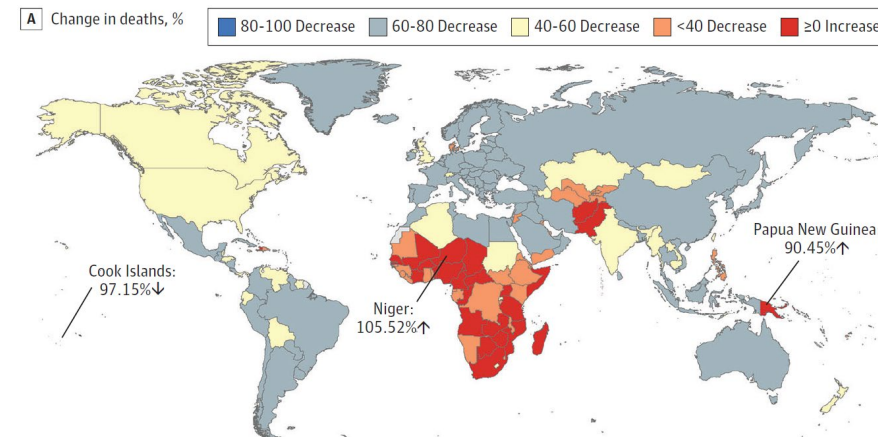 A Change in deaths, %
80-100 Decrease 60-80 Decrease 40-60 Decrease <40 Decrease ≥0 Increase
Papua New Guinea
90.45%↑
Cook Islands:
97.15%↓
Niger:
105.52%↑